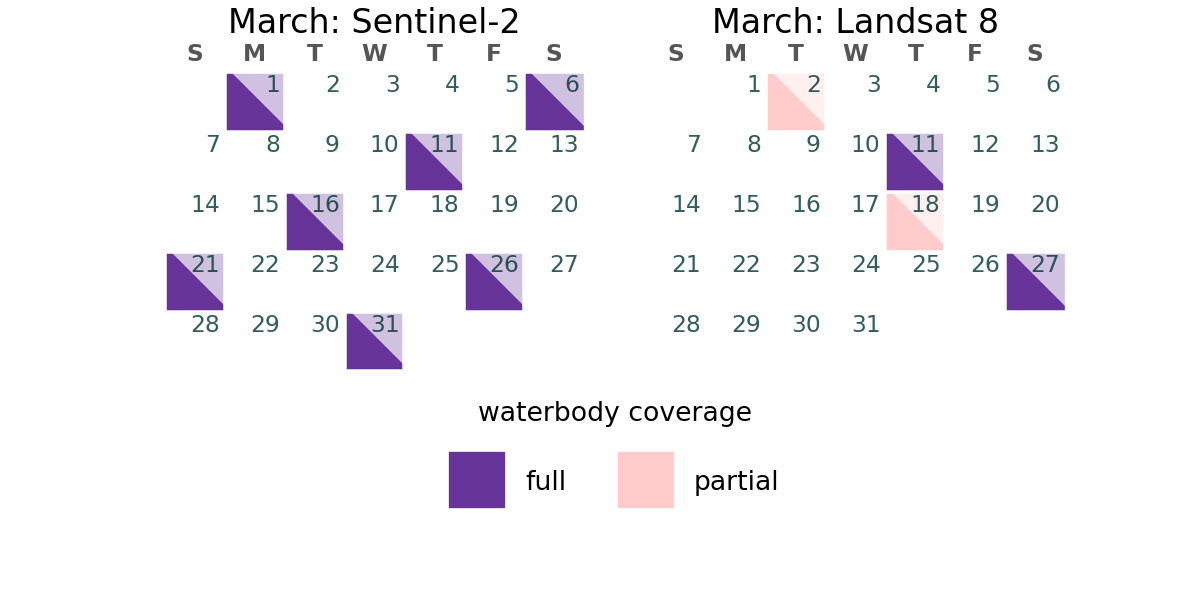 March: Sentinel-2
S M T W T F S
1 2 3 4 5 6
7 8 9 10 11 12 13
14 15 16 17 18 19 20
21 22 23 24 25 26 27
28 29 30 31
March: Landsat 8
S M T W T F S
1 2 3 4 5 6
7 8 9 10 11 12 13
14 15 16 17 18 19 20
21 22 23 24 25 26 27
28 29 30 31
waterbody coverage
full partial